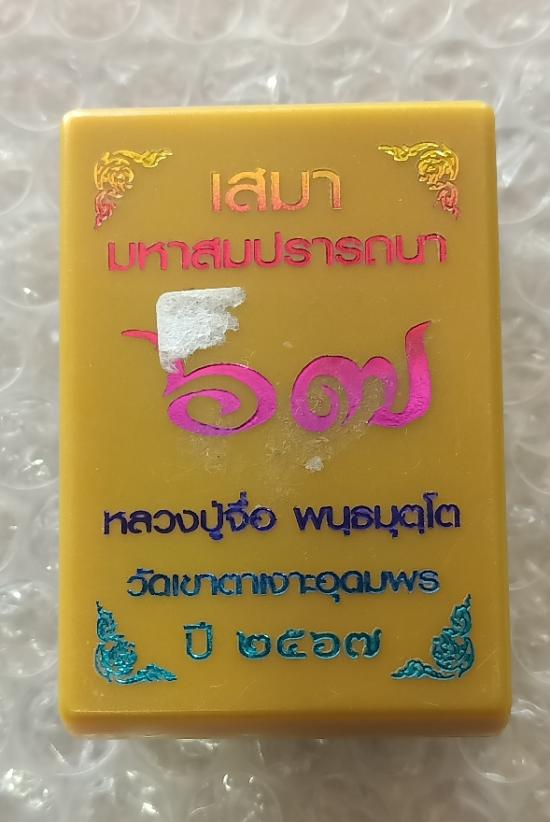 เสมา
มหาสมปรารถนา
๖๗
หลวงปู่จื่อ พนฺธมุตฺโต
วัดเขาตาเงาะอุดมพร
ปี ๒๕๖๗